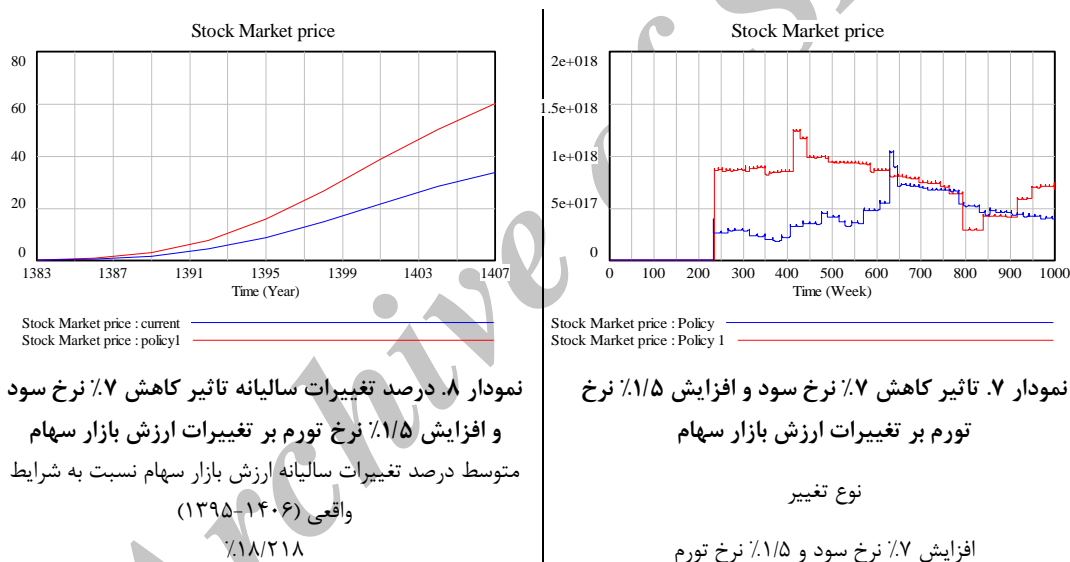 Stock Market price
2e+018
1.5e+018
1e+018
5e+017
0
0 100 200 300 400 500 600 700 800 900 1000
Time (Week)
Stock Market price : Policy
Stock Market price : Policy 1
نمودار ۷. تاثیر کاهش ۷٪ نرخ سود و افزایش ۱/۵٪ نرخ
تورم بر تغییرات ارزش بازار سهام
نوع تغییر
افزایش ۷٪ نرخ سود و ۱/۵٪ نرخ تورم
Stock Market price
80
60
40
20
0
1383 1387 1391 1395 1399 1403 1407
Time (Year)
Stock Market price : current
Stock Market price : policy1
نمودار ۸. درصد تغییرات سالیانه تاثیر کاهش ۷٪ نرخ سود
و افزایش ۱/۵٪ نرخ تورم بر تغییرات ارزش بازار سهام
متوسط درصد تغییرات سالیانه ارزش بازار سهام نسبت به شرایط
واقعی (۱۴۰۶-۱۳۹۵)
۱۸/۲۱۸٪
Archive of S